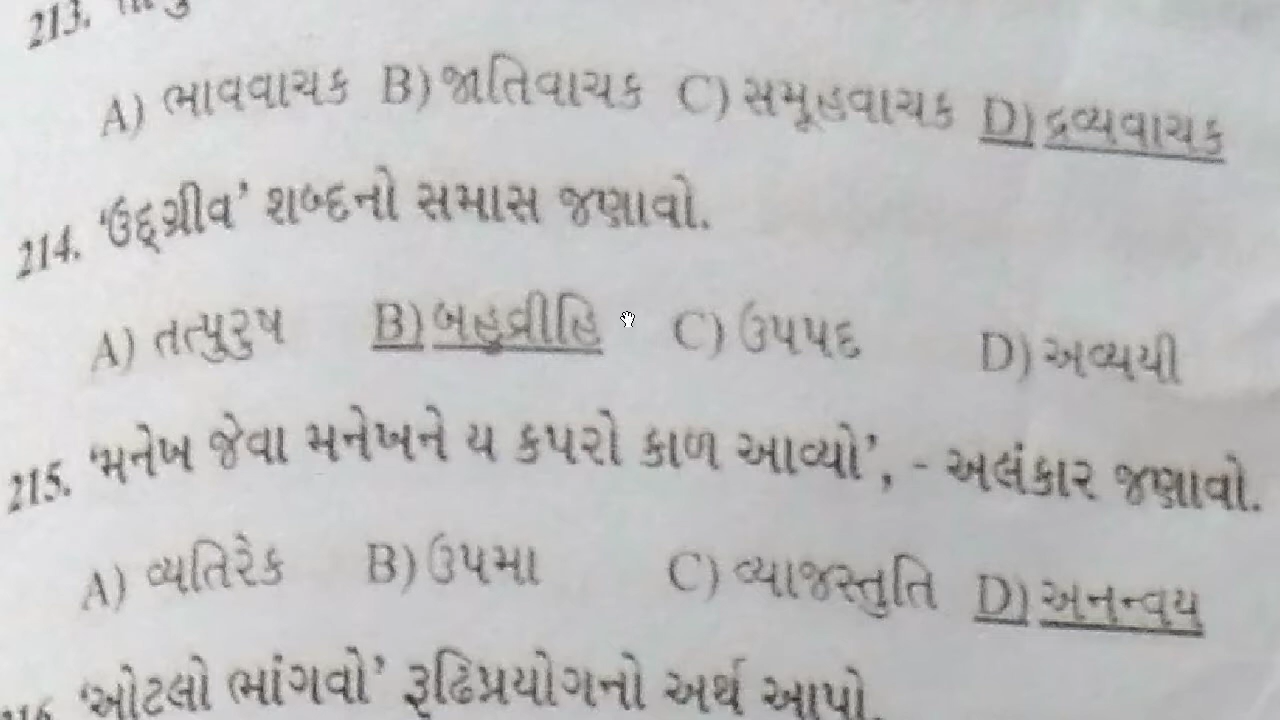 213.
A) ભાવવાચક B) જાતિવાચક C) સમૂહવાચક D) દ્રવ્યવાચક
214. ‘ઉદ્દગ્રીવ’ શબ્દનો સમાસ જણાવો.
A) તત્પુરુષ B) બહુવ્રીહિ C) ઉપપદ D) અવ્યયી
215. ‘મનેખ જેવા મનેખને ય કપરો કાળ આવ્યો’, - અલંકાર જણાવો.
A) વ્યતિરેક B) ઉપમા C) વ્યાજસ્તુતિ D) અનન્વય
‘ઓટલો ભાંગવો’ રૂઢિપ્રયોગનો અર્થ આપો.